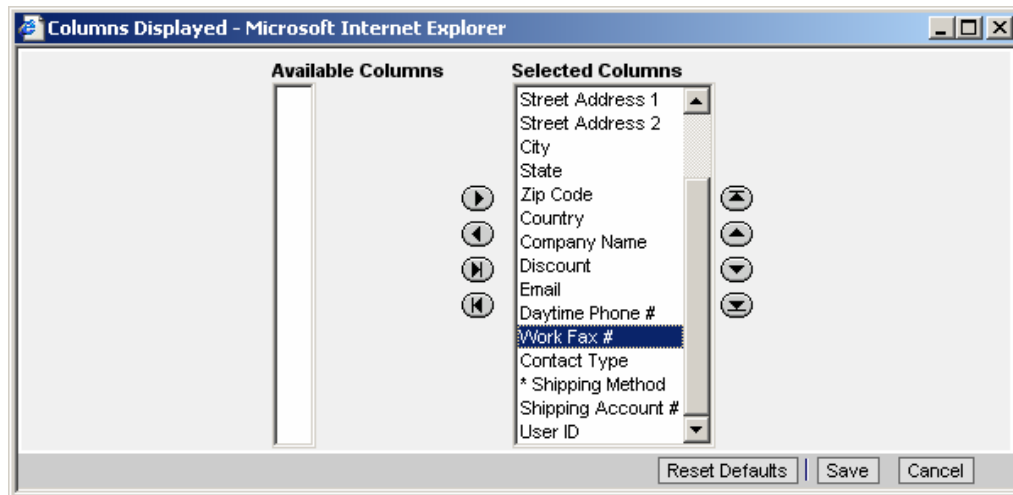 Columns Displayed - Microsoft Internet Explorer
Available Columns
Selected Columns
Street Address 1
Street Address 2
City
State
Zip Code
Country
Company Name
Discount
Email
Daytime Phone #
Work Fax #
Contact Type
* Shipping Method
Shipping Account #
User ID
Reset Defaults
Save
Cancel